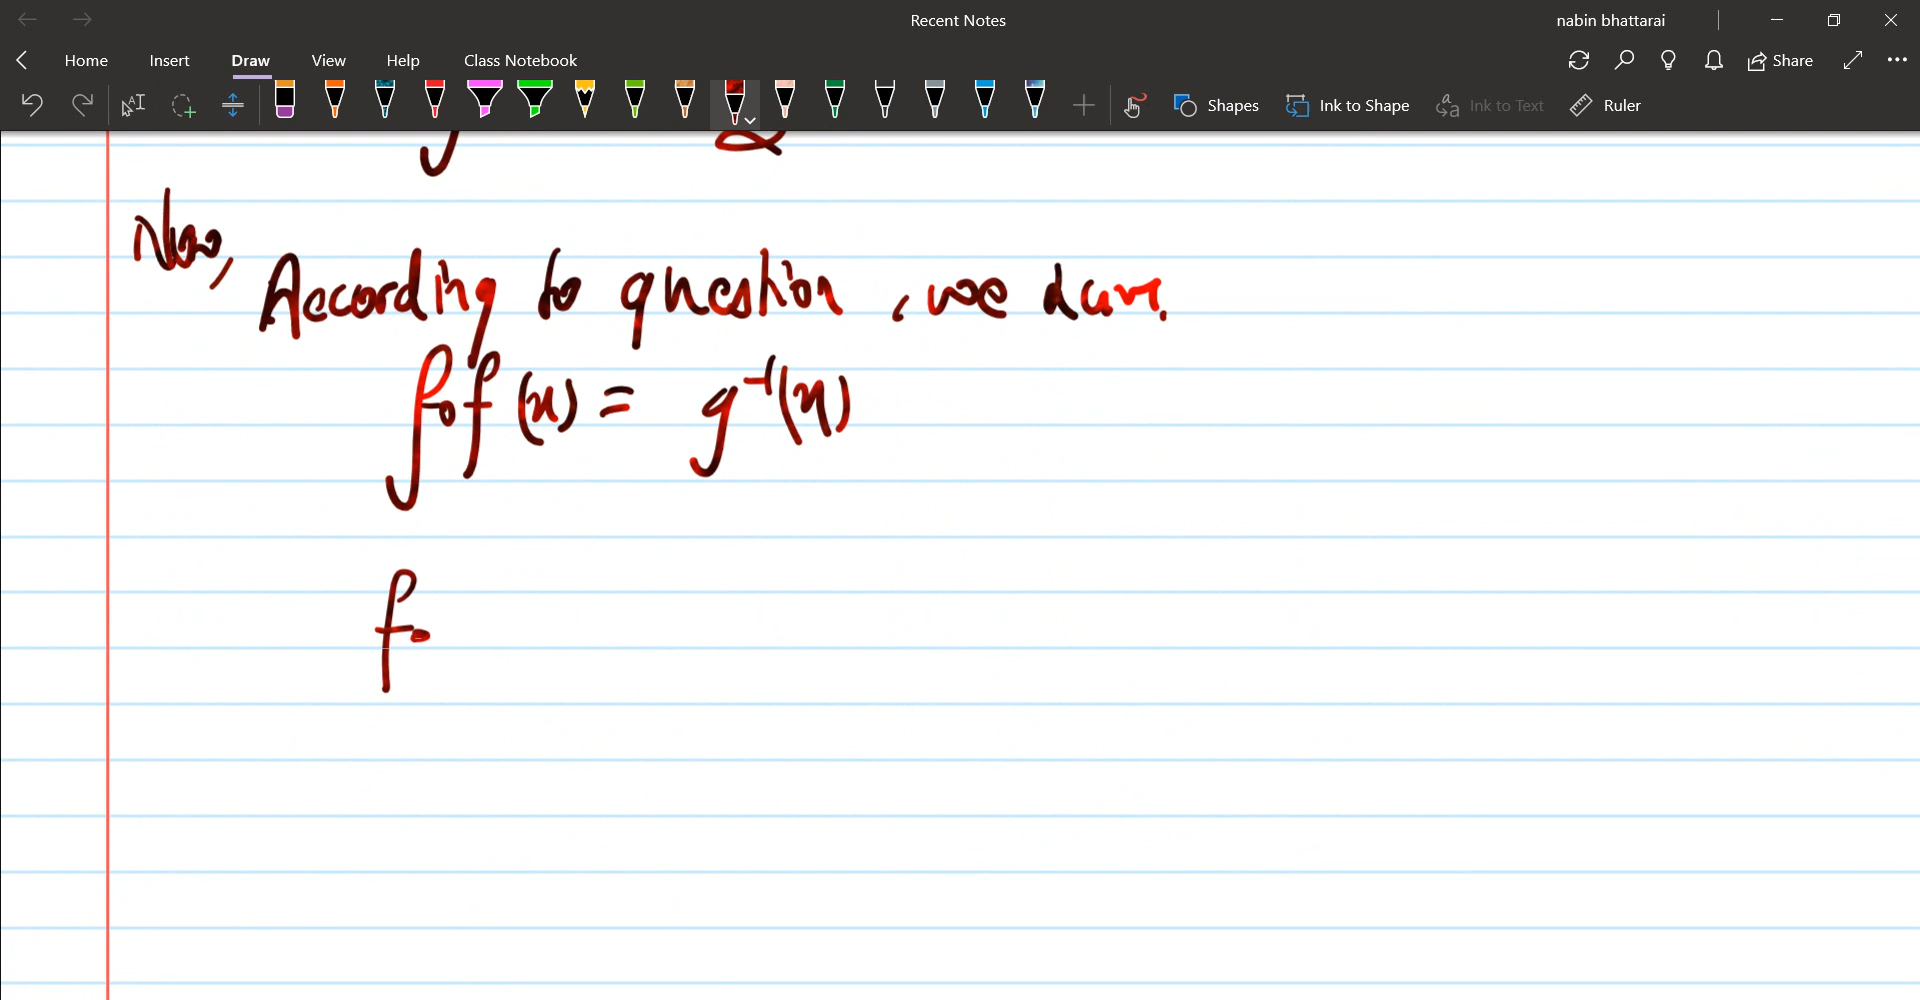 Recent Notes nabin bhattarai
Home Insert Draw View Help Class Notebook Share
Shapes Ink to Shape Ink to Text Ruler
Now,
According to question, we have
fof (x) = g⁻¹(x)
fo